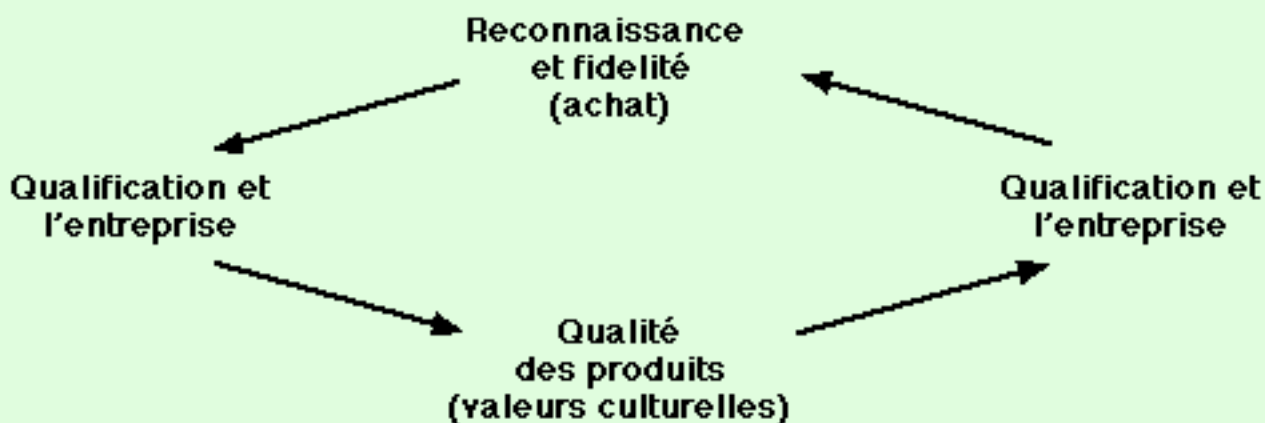 Reconnaissance
et fidelité
(achat)
Qualification et
l'entreprise
Qualification et
l'entreprise
Qualité
des produits
(valeurs culturelles)